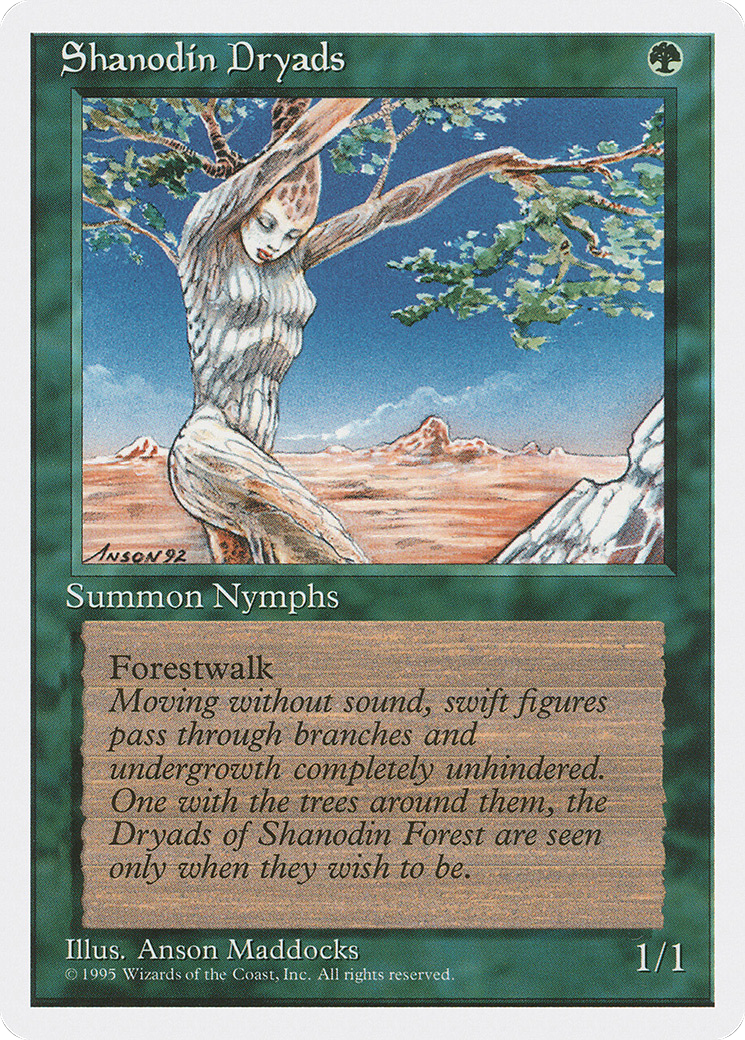 Shanodin Dryads
ANSON 92
Summon Nymphs
Forestwalk
Moving without sound, swift figures
pass through branches and
undergrowth completely unhindered.
One with the trees around them, the
Dryads of Shanodin Forest are seen
only when they wish to be.
Illus. Anson Maddocks
1/1
© 1995 Wizards of the Coast, Inc. All rights reserved.